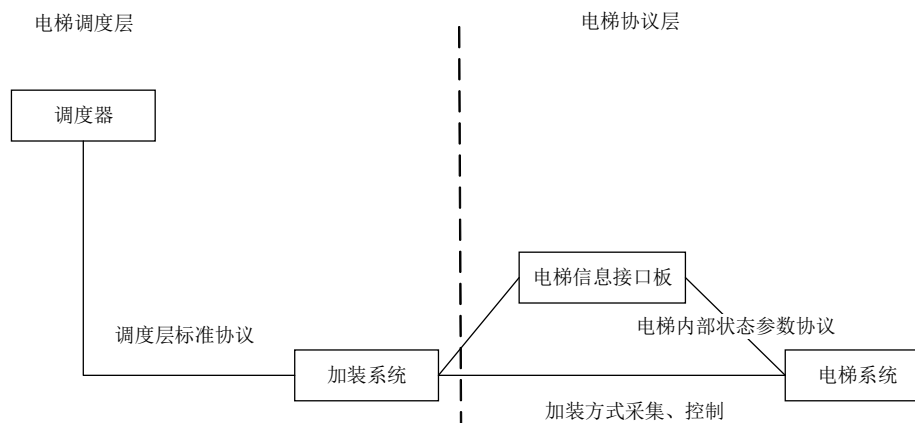 电梯调度层
电梯协议层
调度器
电梯信息接口板
电梯内部状态参数协议
调度层标准协议
加装系统
电梯系统
加装方式采集、控制